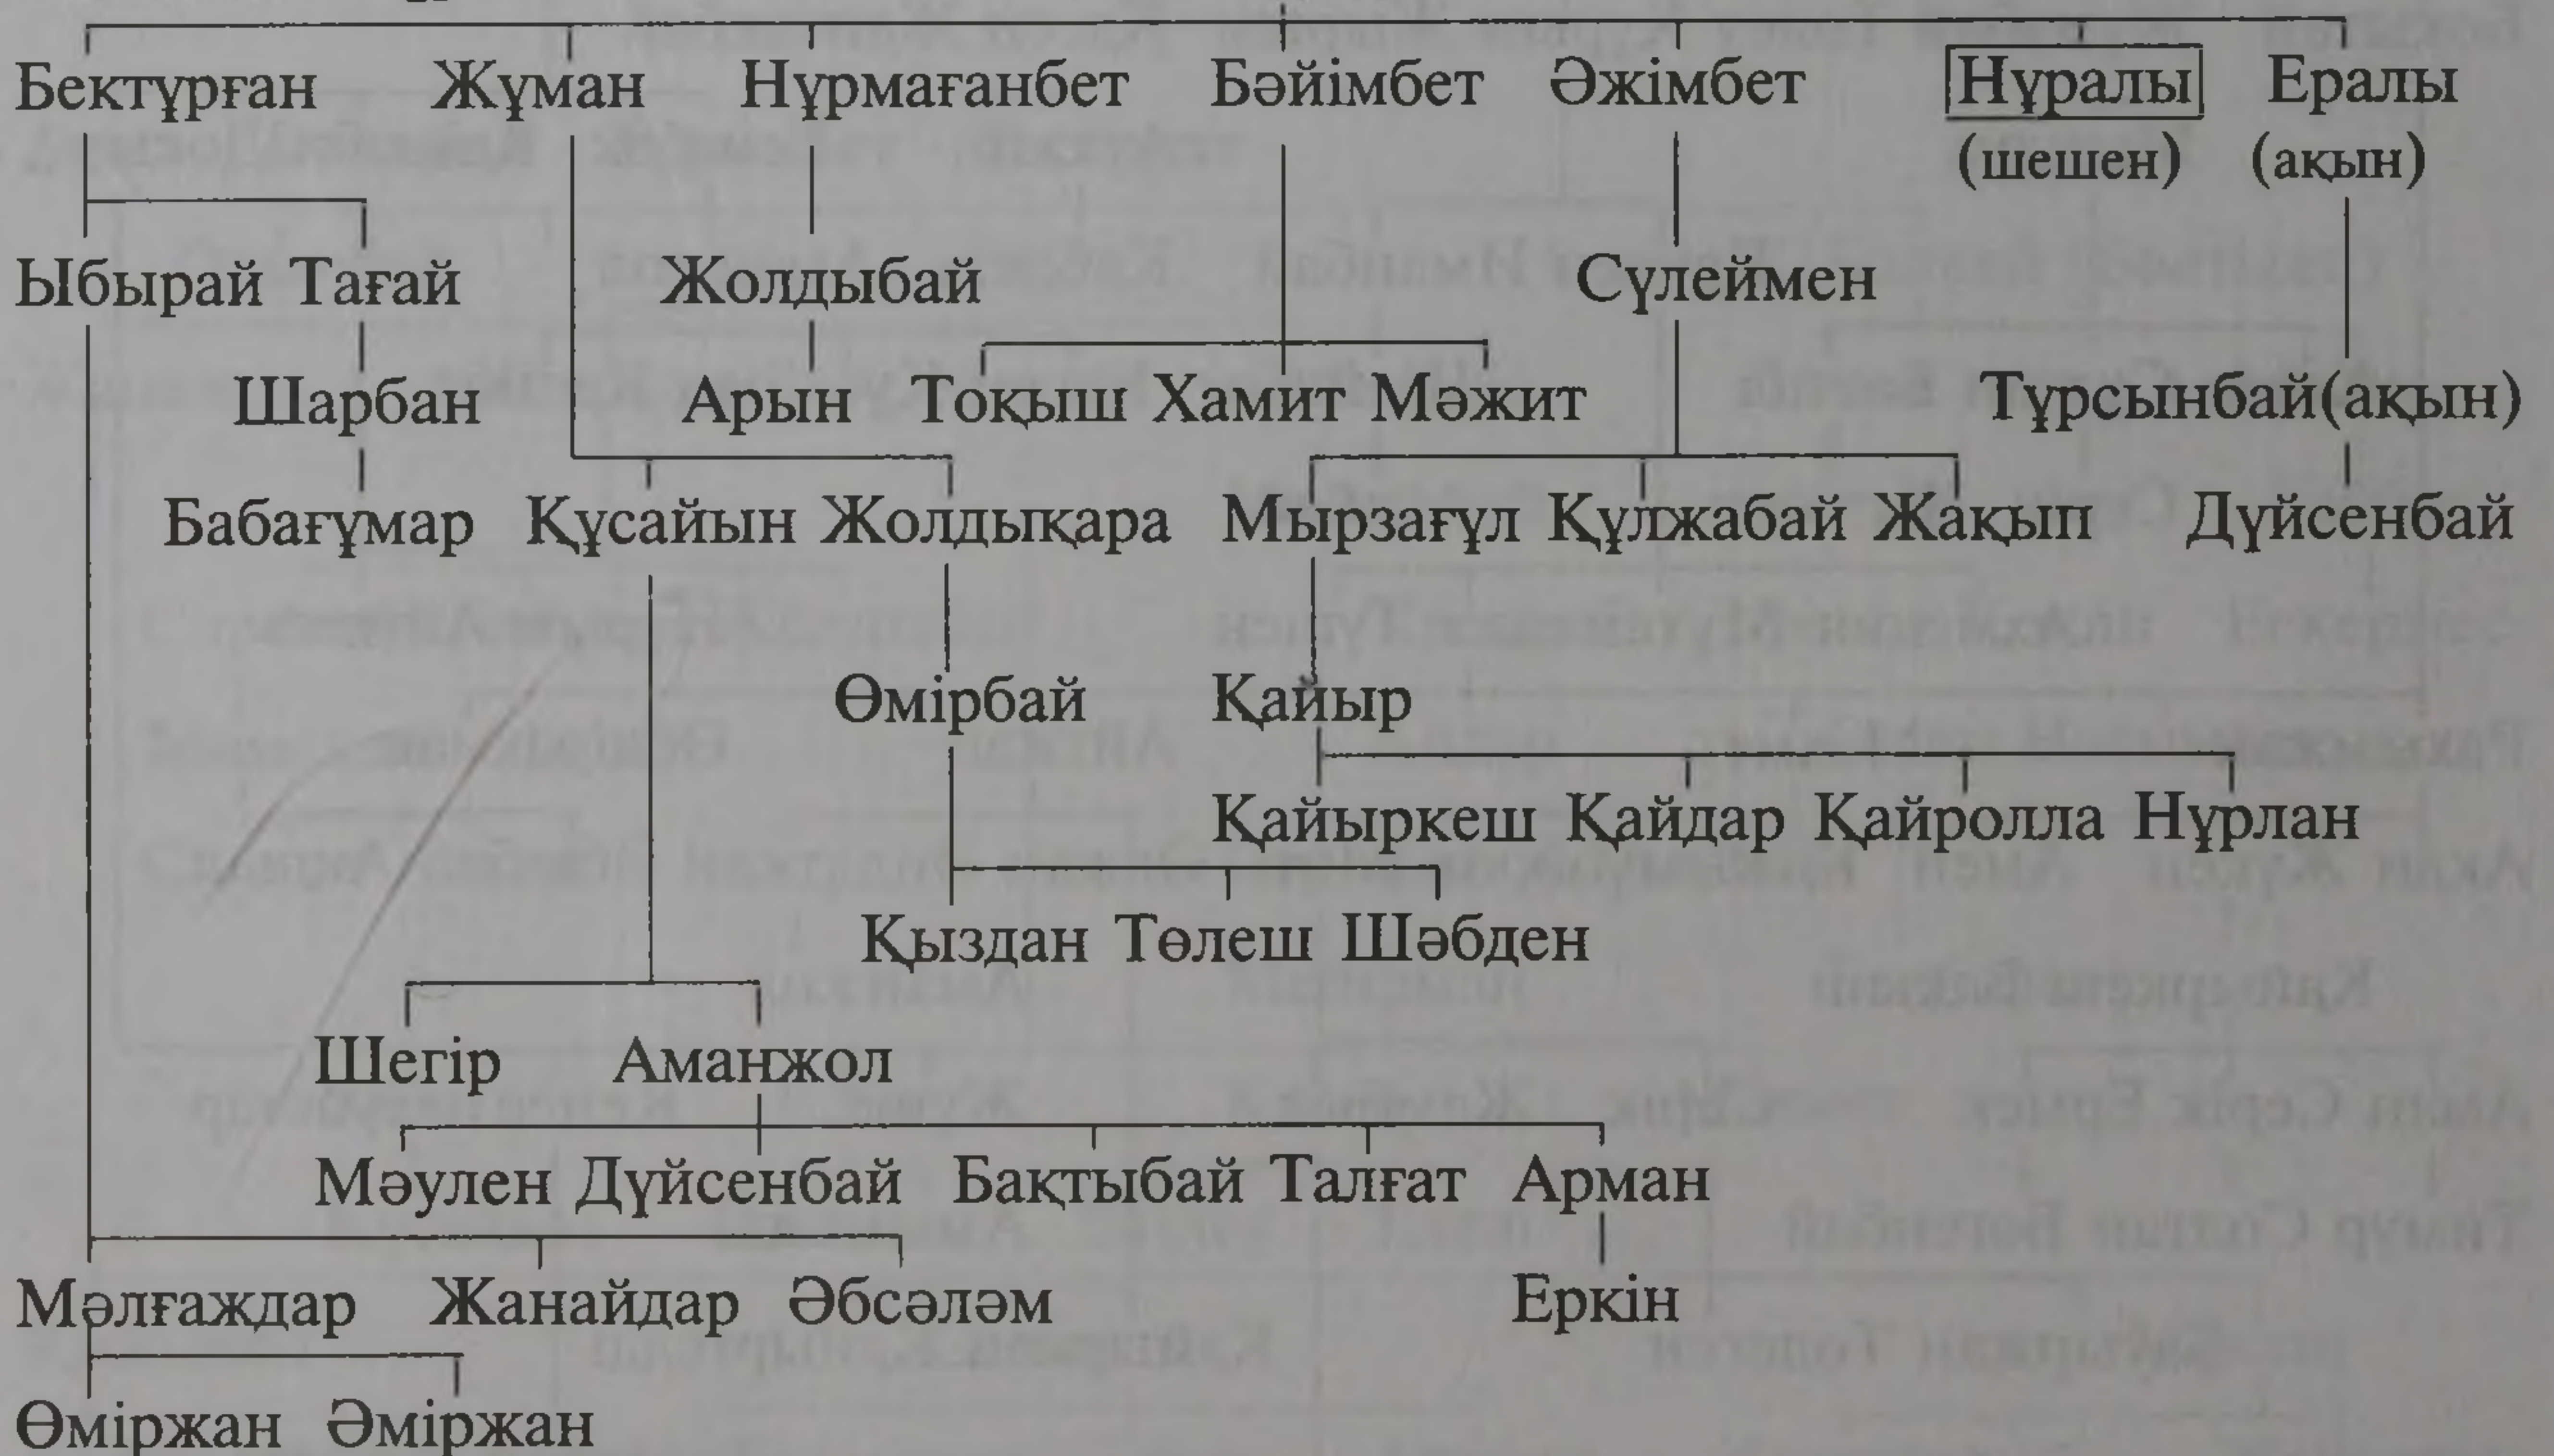 Бектұрған Жұман Нұрмағанбет Бәйімбет Әжімбет Нұралы Ералы
(шешен) (ақын)
Ыбырай Тағай Жолдыбай Сүлеймен
Шарбан Арын Тоқыш Хамит Мәжит Тұрсынбай(ақын)
Бабағұмар Құсайын Жолдықара Мырзағұл Құлжабай Жақып Дүйсенбай
Өмірбай Қайыр
Қайыркеш Қайдар Қайролла Нұрлан
Қыздан Төлеш Шәбден
Шегір Аманжол
Мәулен Дүйсенбай Бақтыбай Талғат Арман
Мәлғаждар Жанайдар Әбсәләм Еркін
Өміржан Әміржан